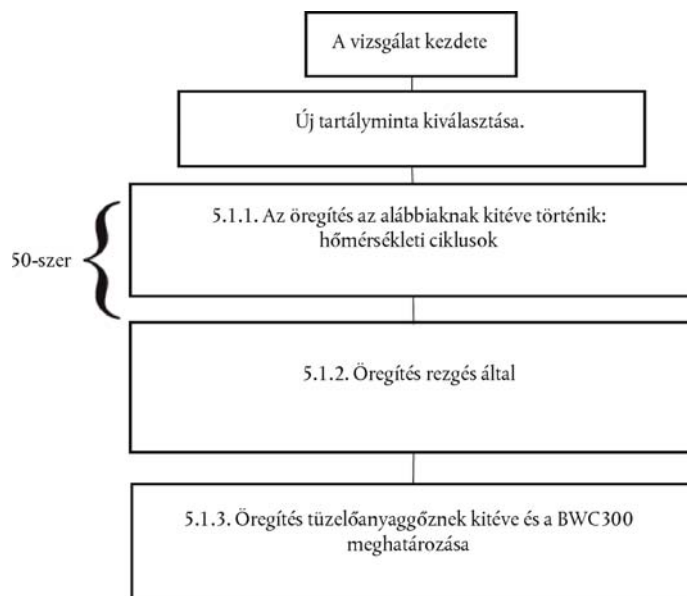 A vizsgálat kezdete
Új tartályminta kiválasztása.
5.1.1. Az öregítés az alábbiaknak kitéve történik:
hőmérsékleti ciklusok
50-szer
5.1.2. Öregítés rezgés által
5.1.3. Öregítés tüzelőanyaggőznek kitéve és a BWC300
meghatározása